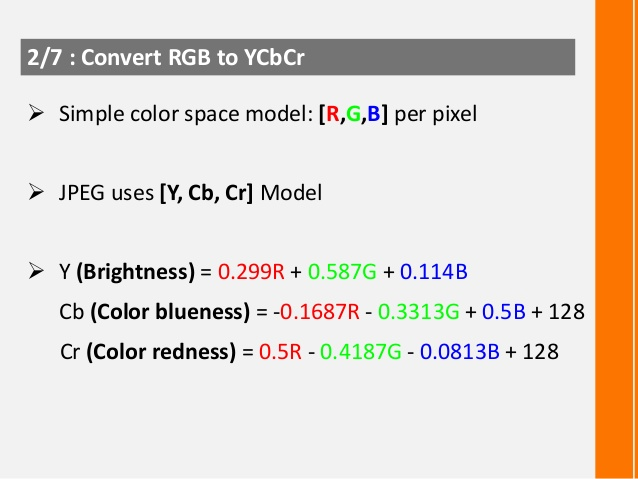 2/7 : Convert RGB to YCbCr
➢ Simple color space model: [R,G,B] per pixel
➢ JPEG uses [Y, Cb, Cr] Model
➢ Y (Brightness) = 0.299R + 0.587G + 0.114B
Cb (Color blueness) = -0.1687R - 0.3313G + 0.5B + 128
Cr (Color redness) = 0.5R - 0.4187G - 0.0813B + 128